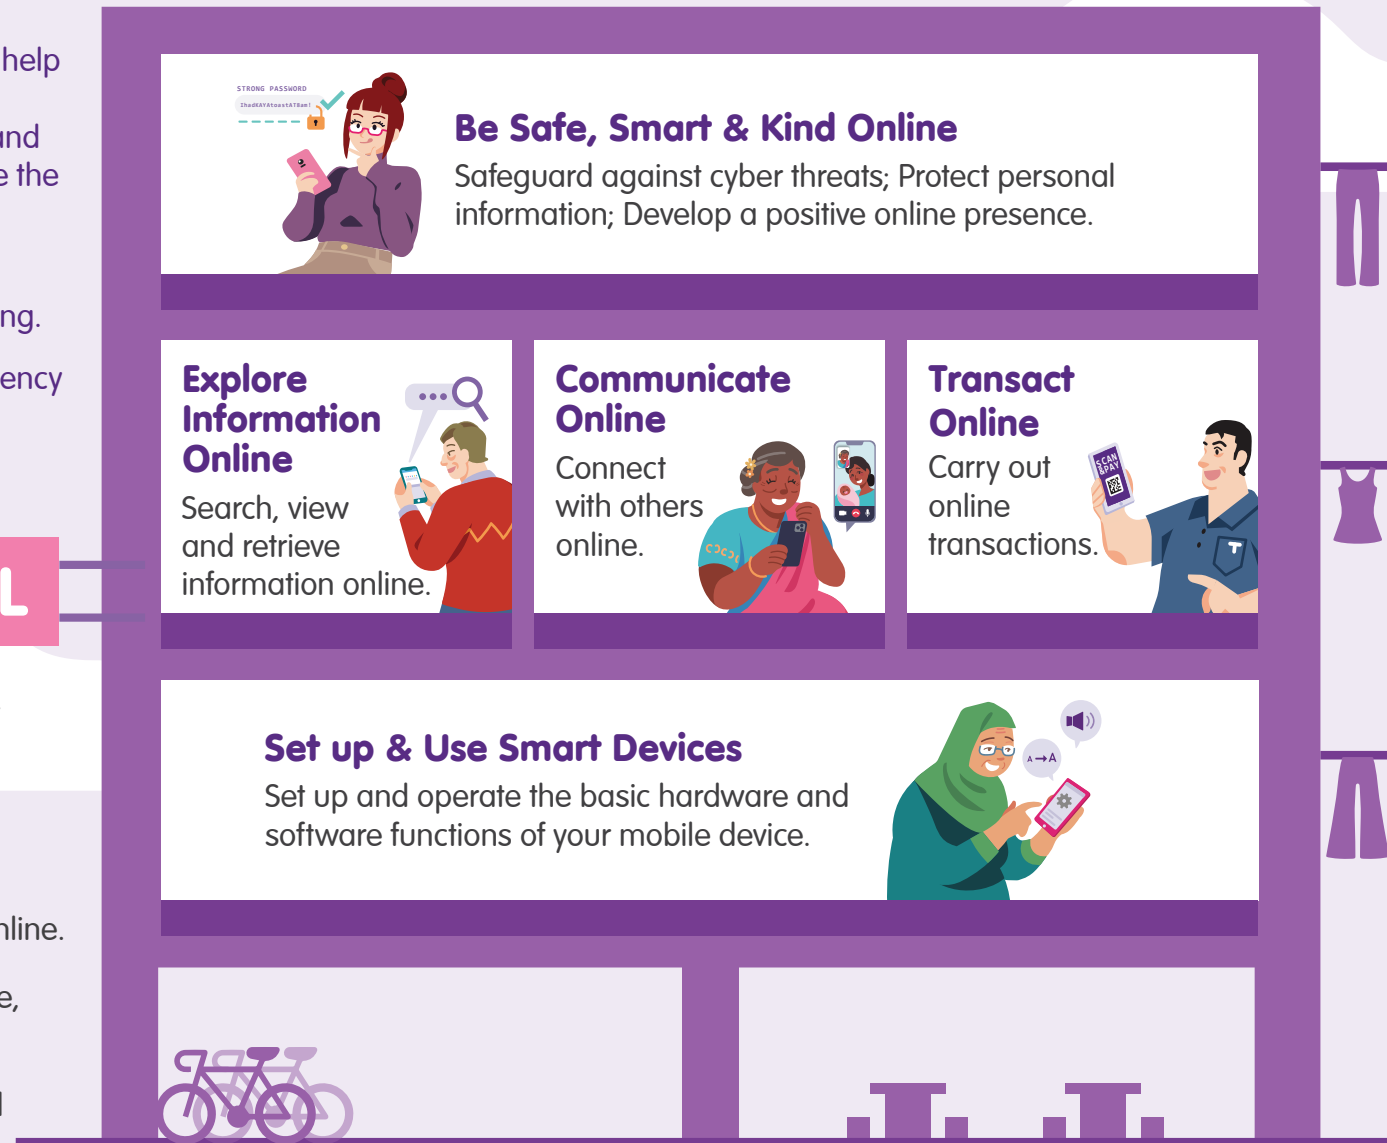 help
and
e the
ng.
ency
L
nline.
e,
STRONG PASSWORD
IhadKAYAtoastAT8am!
Be Safe, Smart & Kind Online
Safeguard against cyber threats; Protect personal
information; Develop a positive online presence.
Explore
Information
Online
Search, view
and retrieve
information online.
Communicate
Online
Connect
with others
online.
Transact
Online
Carry out
online
transactions.
SCAN
&PAY
T
Set up & Use Smart Devices
Set up and operate the basic hardware and
software functions of your mobile device.
A→A